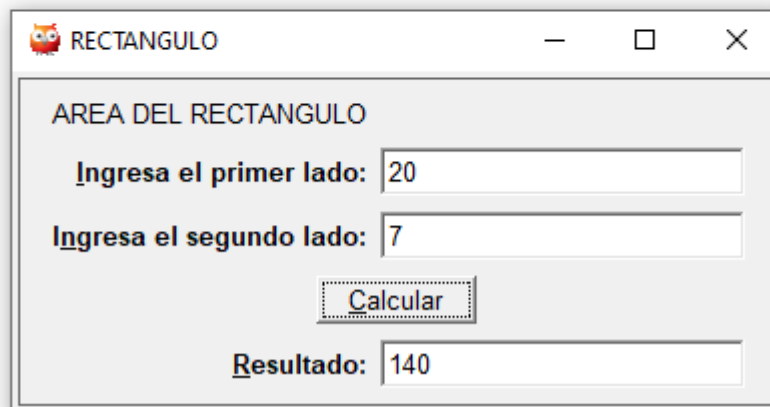 RECTANGULO
AREA DEL RECTANGULO
Ingresa el primer lado: 20
Ingresa el segundo lado: 7
Calcular
Resultado: 140